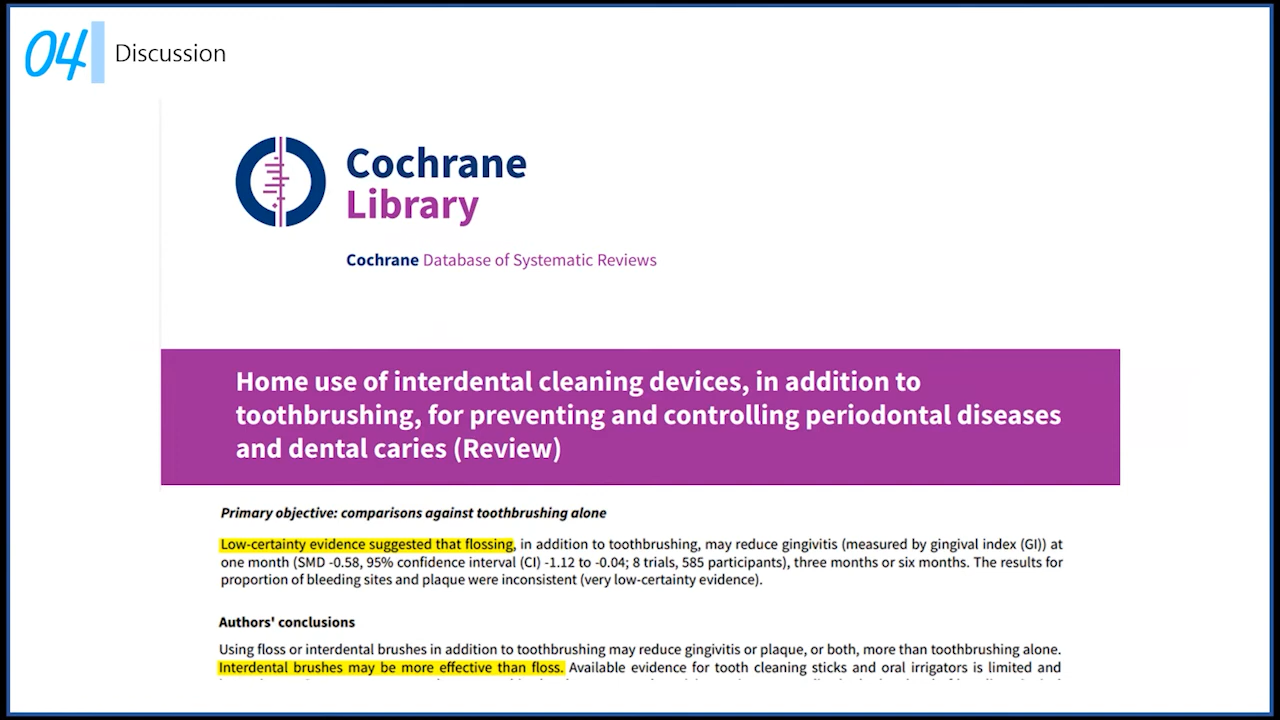 04 Discussion
Cochrane
Library
Cochrane Database of Systematic Reviews
Home use of interdental cleaning devices, in addition to
toothbrushing, for preventing and controlling periodontal diseases
and dental caries (Review)
Primary objective: comparisons against toothbrushing alone
Low-certainty evidence suggested that flossing, in addition to toothbrushing, may reduce gingivitis (measured by gingival index (GI)) at
one month (SMD -0.58, 95% confidence interval (CI) -1.12 to -0.04; 8 trials, 585 participants), three months or six months. The results for
proportion of bleeding sites and plaque were inconsistent (very low-certainty evidence).
Authors' conclusions
Using floss or interdental brushes in addition to toothbrushing may reduce gingivitis or plaque, or both, more than toothbrushing alone.
Interdental brushes may be more effective than floss. Available evidence for tooth cleaning sticks and oral irrigators is limited and